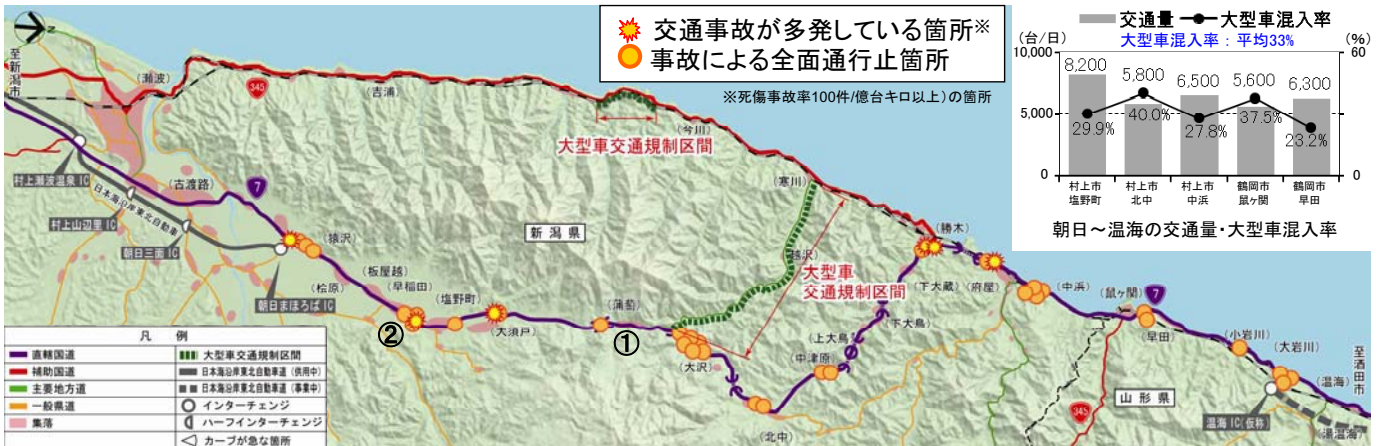 交通事故が多発している箇所※
事故による全面通行止箇所
※死傷事故率100件/億台キロ以上)の箇所
交通量 大型車混入率
(台/日) 大型車混入率:平均33% (%)
10,000 60
8,200 5,800 6,500 5,600 6,300
5,000
29.9% 40.0% 27.8% 37.5% 23.2%
0 0
村上市 村上市 村上市 鶴岡市 鶴岡市
塩野町 北中 中浜 鼠ヶ関 早田
朝日~温海の交通量・大型車混入率
N
至新潟市
(瀬波)
345
(吉浦)
(今川)
大型車交通規制区間
(寒川)
村上瀬波温泉 IC
(古渡路)
7
日本海沿岸東北自動車道
村上山辺里 IC
朝日三面 IC
新潟県
(猿沢)
(勝木)
越沢
大型車
交通規制区間
(板屋越)
(早稲田)
(塩野町)
(蒲萄)
(桧原)
朝日まほろば IC
②
(大須戸)
①
(大沢)
(上大鳥)
(下大鳥)
(下大蔵)
(府屋)
(中津原)
(北中)
(中浜)
(鼠ヶ関)
7
(早田)
(小岩川)
(大岩川)
(温海)
至酒田市
山形県
345
温海 IC(仮称)
(湯温海)
凡 例
直轄国道 大型車交通規制区間
補助国道 日本海沿岸東北自動車道(供用中)
主要地方道 日本海沿岸東北自動車道(事業中)
一般県道 インターチェンジ
集落 ハーフインターチェンジ
カーブが急な箇所